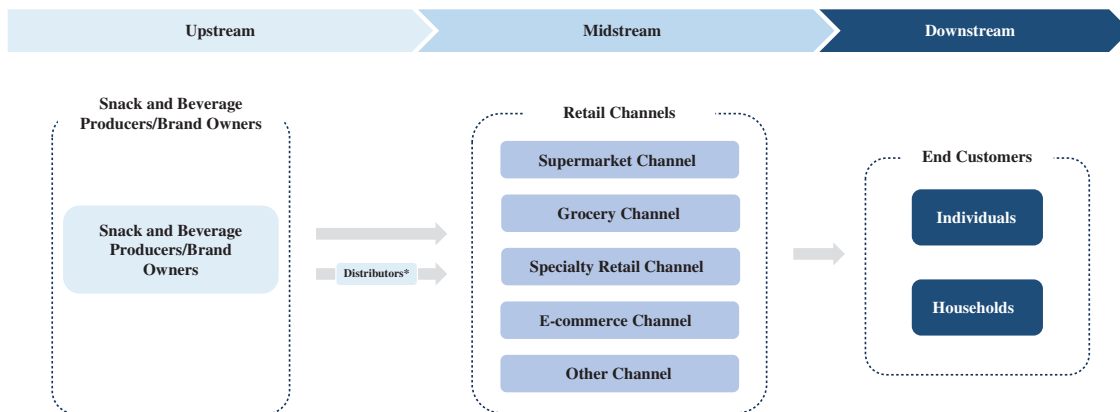 Upstream
Midstream
Downstream
Snack and Beverage
Producers/Brand Owners
Snack and Beverage
Producers/Brand
Owners
Distributors*
Retail Channels
Supermarket Channel
Grocery Channel
Specialty Retail Channel
E-commerce Channel
Other Channel
End Customers
Individuals
Households